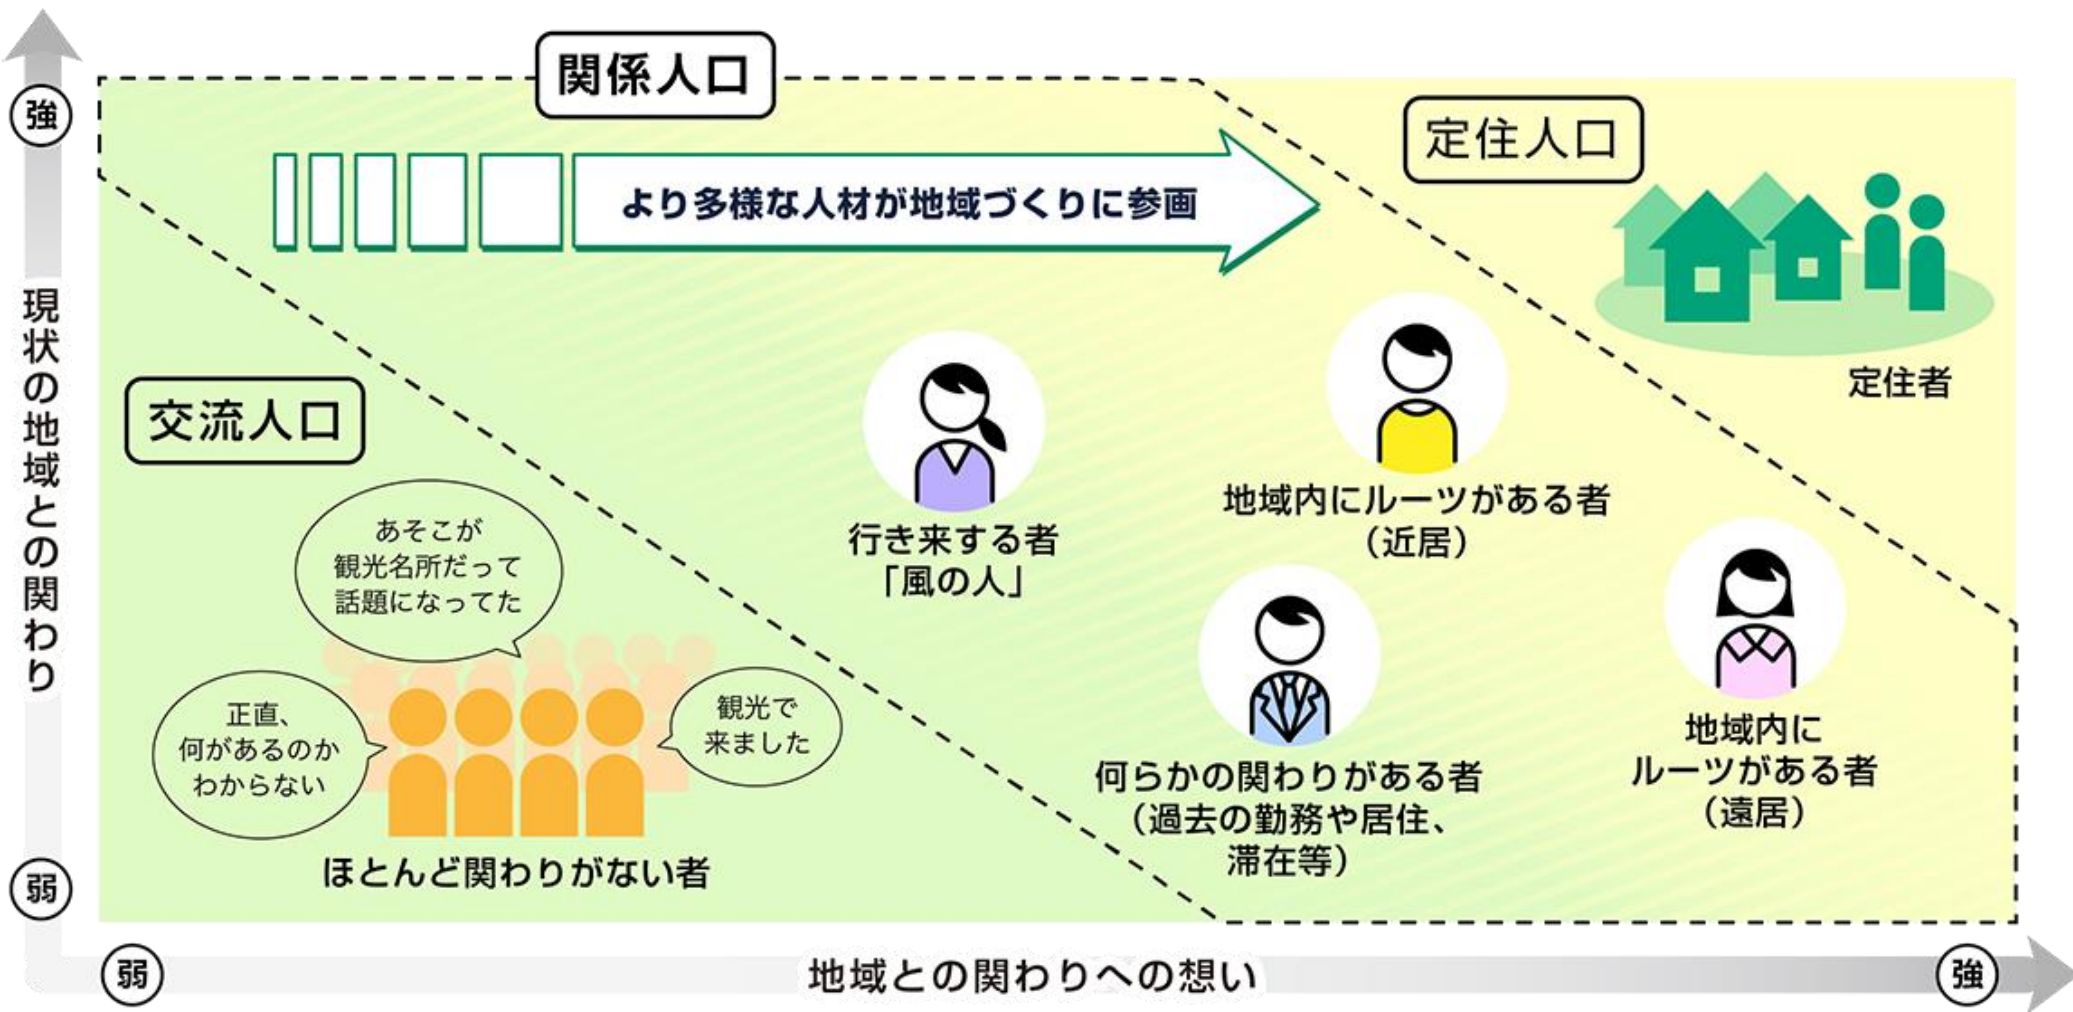 関係人口
強
定住人口
より多様な人材が地域づくりに参画
現状の地域との関わり
定住者
交流人口
あそこが
観光名所だって
話題になってた
行き来する者
「風の人」
地域内にルーツがある者
（近居）
正直、
何があるのか
わからない
観光で
来ました
地域内に
ルーツがある者
（遠居）
何らかの関わりがある者
（過去の勤務や居住、
滞在等）
ほとんど関わりがない者
弱
弱
地域との関わりへの想い
強